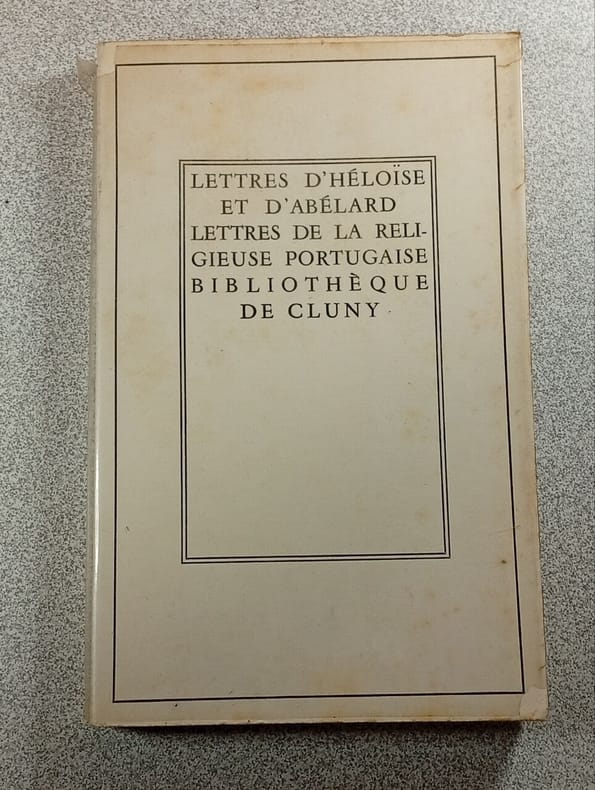 LETTRES D'HÉLOÏSE
ET D'ABÉLARD
LETTRES DE LA RELI-
GIEUSE PORTUGAISE
BIBLIOTHÈQUE
DE CLUNY